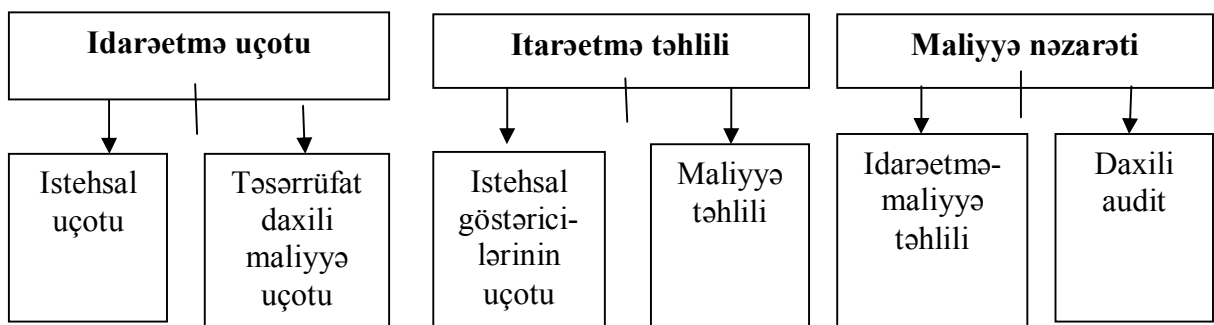 Idarəetmə uçotu
Itarəetmə təhlili
Maliyyə nəzarəti
Istehsal
uçotu
Təsərrüfat
daxili
maliyyə
uçotu
Istehsal
göstərici-
lərinin
uçotu
Maliyyə
təhlili
Idarəetmə-
maliyyə
təhlili
Daxili
audit